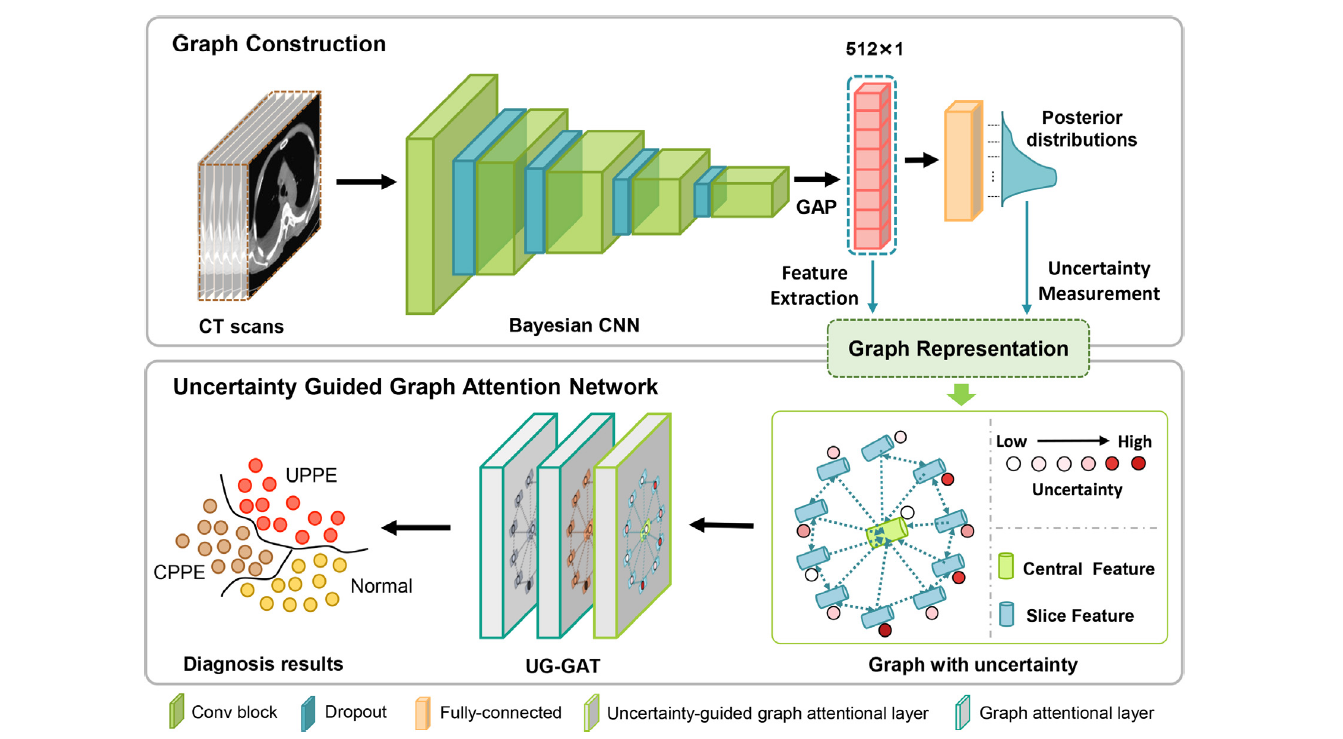 Graph Construction
512×1
Posterior
distributions
GAP
Feature
Extraction
Uncertainty
Measurement
CT scans
Bayesian CNN
Graph Representation
Uncertainty Guided Graph Attention Network
Low
High
Uncertainty
UPPE
CPPE
Normal
Central Feature
Slice Feature
Diagnosis results
UG-GAT
Graph with uncertainty
Conv block
Dropout
Fully-connected
Uncertainty-guided graph attentional layer
Graph attentional layer